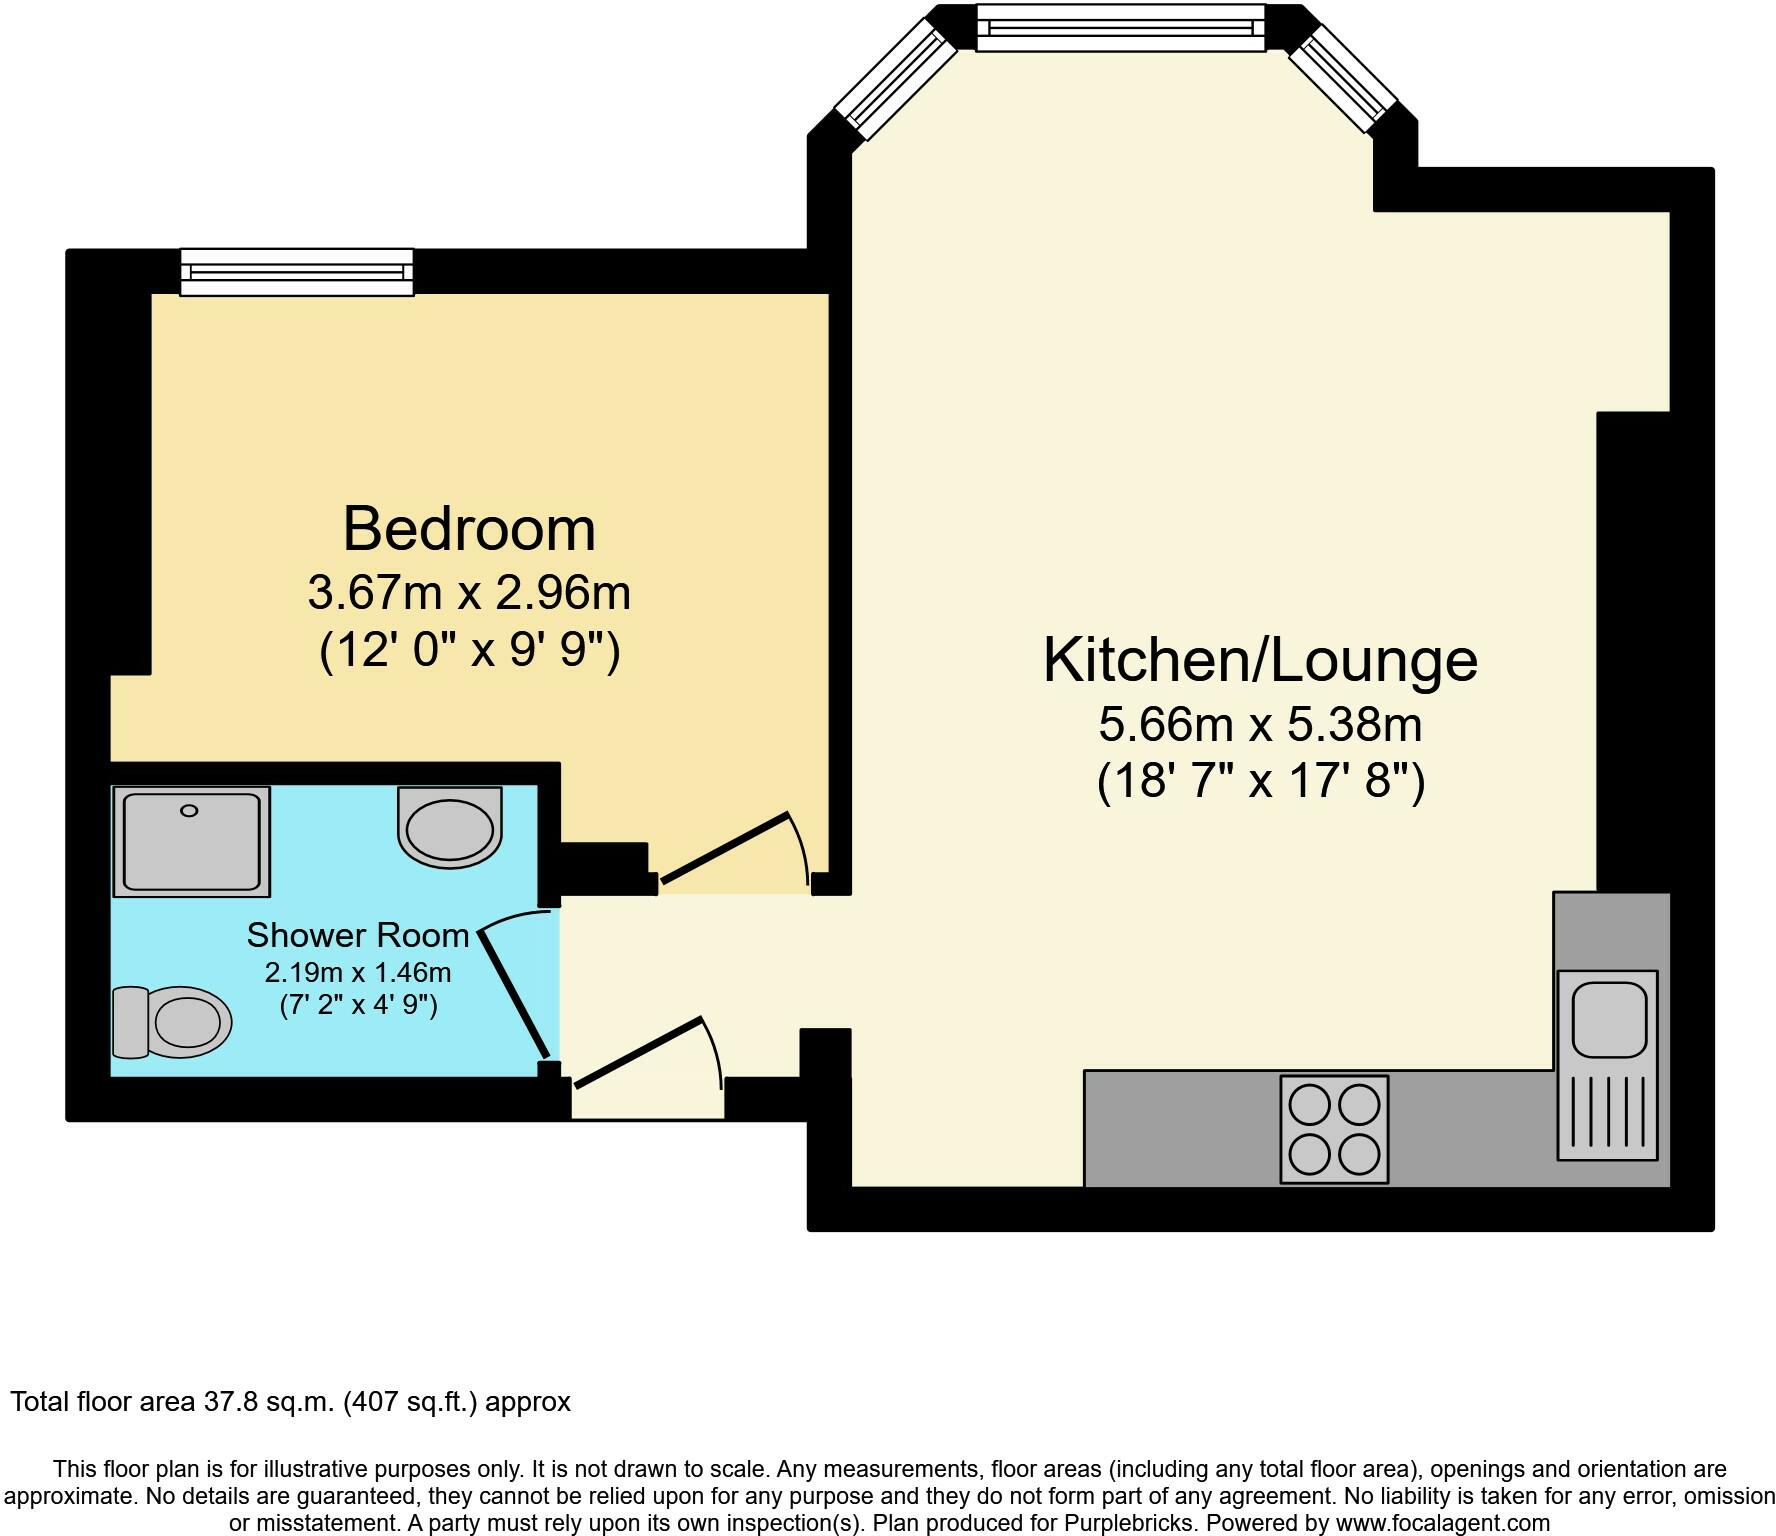 Bedroom
3.67m x 2.96m
(12' 0" x 9' 9")
Kitchen/Lounge
5.66m x 5.38m
(18' 7" x 17' 8")
Shower Room
2.19m x 1.46m
(7' 2" x 4' 9")
Total floor area 37.8 sq.m. (407 sq.ft.) approx
This floor plan is for illustrative purposes only. It is not drawn to scale. Any measurements, floor areas (including any total floor area), openings and orientation are
approximate. No details are guaranteed, they cannot be relied upon for any purpose and they do not form part of any agreement. No liability is taken for any error, omission
or misstatement. A party must rely upon its own inspection(s). Plan produced for Purplebricks. Powered by www.focalagent.com